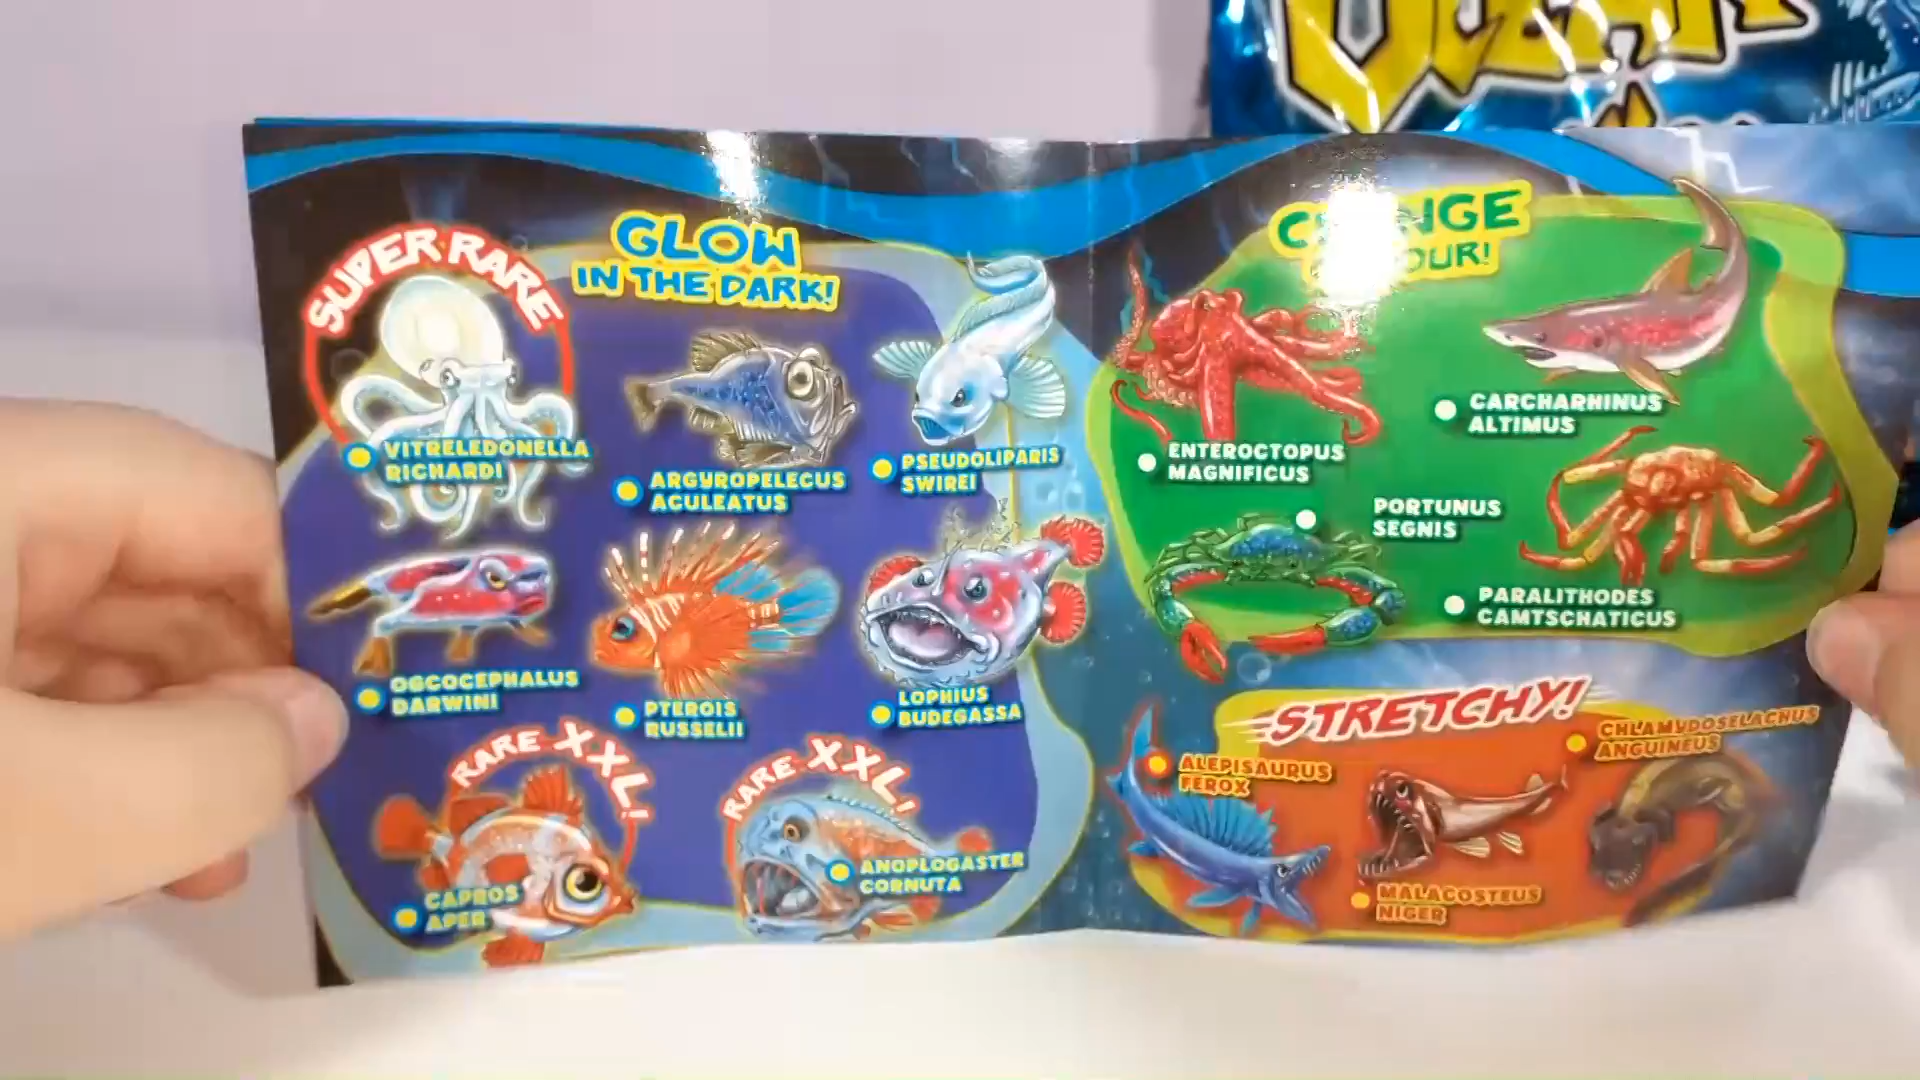 SUPER RARE
GLOW
IN THE DARK!
VITRELEDONELLA
RICHARDI
ARGYROPELECUS
ACULEATUS
PSEUDOLIPARIS
SWIREI
OGCOCEPHALUS
DARWINI
PTEROIS
RUSSELII
LOPHIUS
BUDEGASSA
RARE XXL!
CAPROS
APER
RARE XXL!
ANOPLOGASTER
CORNUTA
ENTEROCTOPUS
MAGNIFICUS
CARCHARHINUS
ALTIMUS
PORTUNUS
SEGNIS
PARALITHODES
CAMTSCHATICUS
STRETCHY!
ALEPISAURUS
FEROX
MALACOSTEUS
NIGER
CHLAMYDOSELACHUS
ANGUINEUS